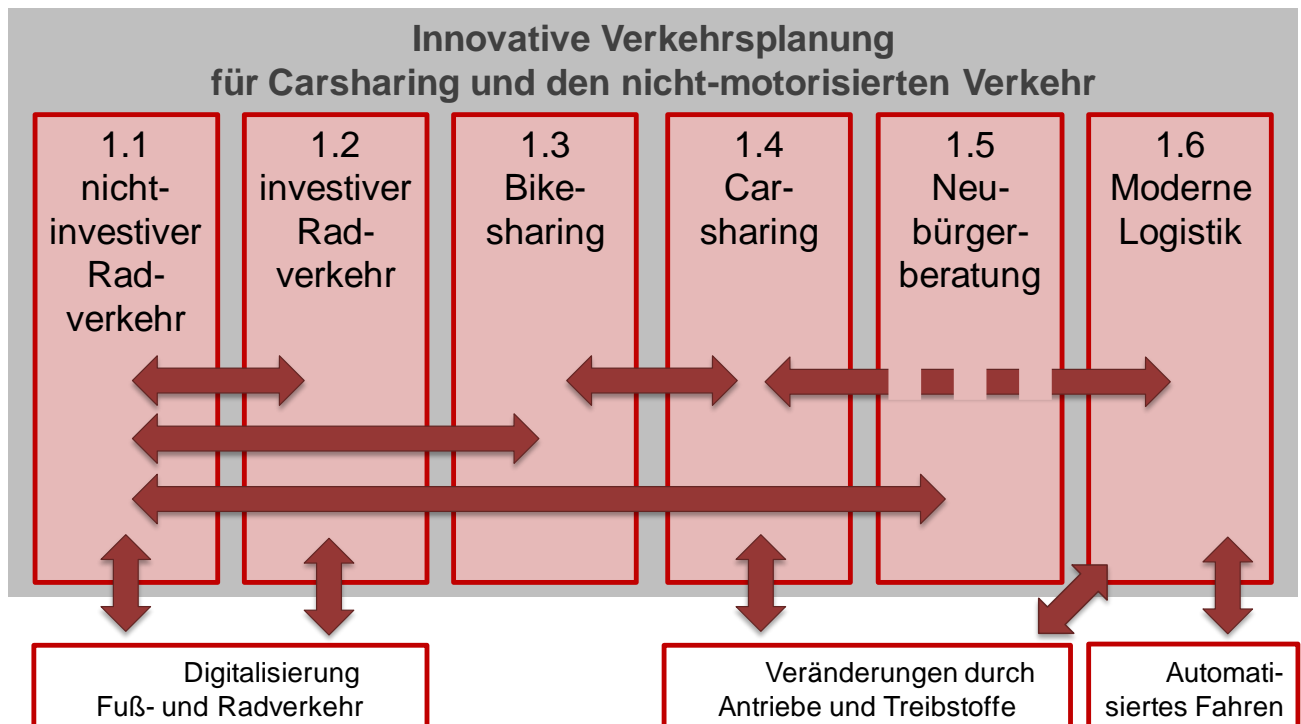 Innovative Verkehrsplanung
für Carsharing und den nicht-motorisierten Verkehr
1.1
nicht-
investiver
Rad-
verkehr
1.2
investiver
Rad-
verkehr
1.3
Bike-
sharing
1.4
Car-
sharing
1.5
Neu-
bürger-
beratung
1.6
Moderne
Logistik
Digitalisierung
Fuß- und Radverkehr
Veränderungen durch
Antriebe und Treibstoffe
Automati-
siertes Fahren